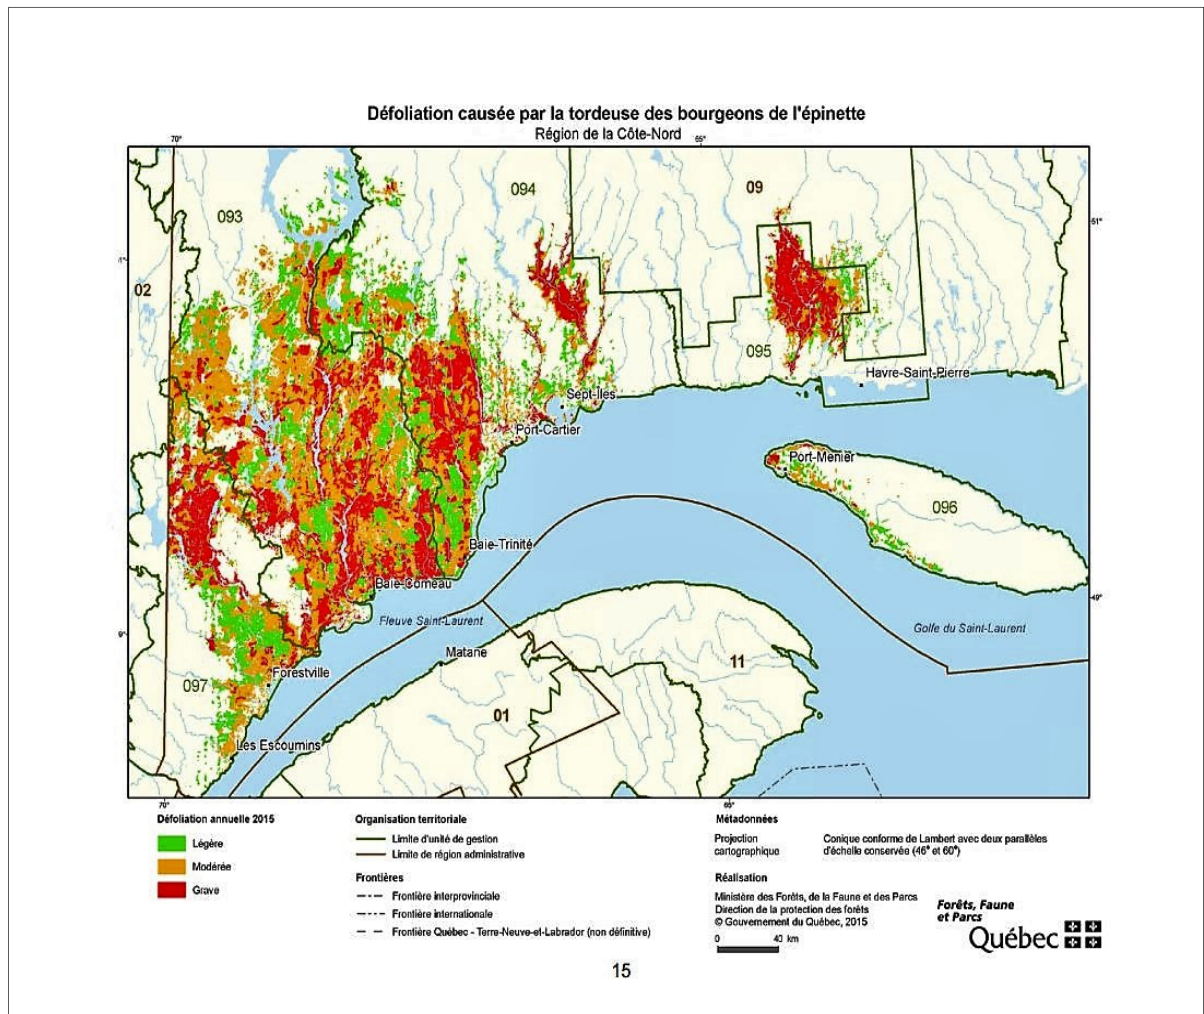 Défoliation causée par la tordeuse des bourgeons de l'épinette
Région de la Côte-Nord
70°
65°
094
09
093
51°
02
095
Havre-Saint-Pierre
Sept-Iles
Port-Cartier
Port-Menier
096
Baie-Trinité
Baie-Comeau
49°
Fleuve Saint-Laurent
Golfe du Saint-Laurent
9°
Matane
11
Forestville
097
01
Les Escoumins
70°
65°
Défoliation annuelle 2015
Légère
Modérée
Grave
Organisation territoriale
Limite d'unité de gestion
Limite de région administrative
Frontières
Frontière interprovinciale
Frontière internationale
Frontière Québec - Terre-Neuve-et-Labrador (non définitive)
Métadonnées
Projection
cartographique
Conique conforme de Lambert avec deux parallèles
d'échelle conservée (46° et 60°)
Réalisation
Ministère des Forêts, de la Faune et des Parcs
Direction de la protection des forêts
© Gouvernement du Québec, 2015
0 40 km
Forêts, Faune
et Parcs
Québec
15